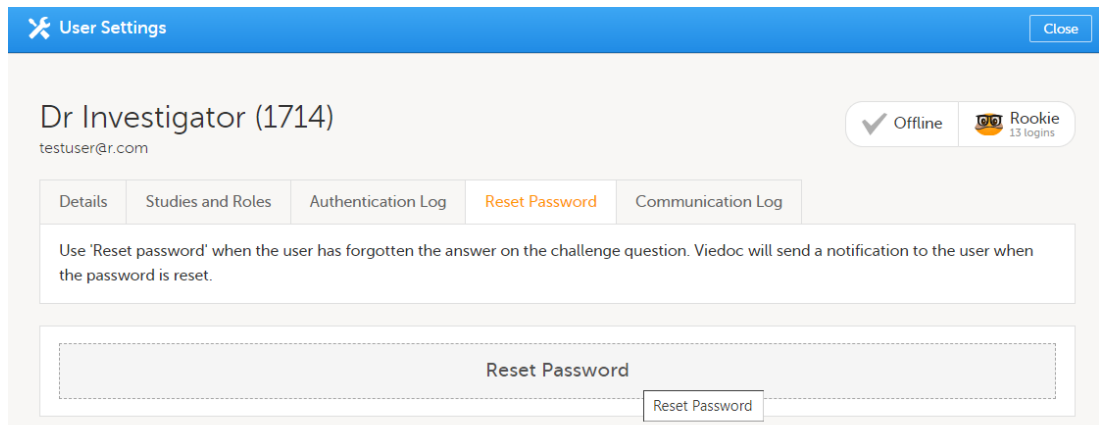 User Settings
Close
Dr Investigator (1714)
testuser@r.com
Offline
Rookie
13 logins
Details
Studies and Roles
Authentication Log
Reset Password
Communication Log
Use 'Reset password' when the user has forgotten the answer on the challenge question. Viedoc will send a notification to the user when
the password is reset.
Reset Password
Reset Password